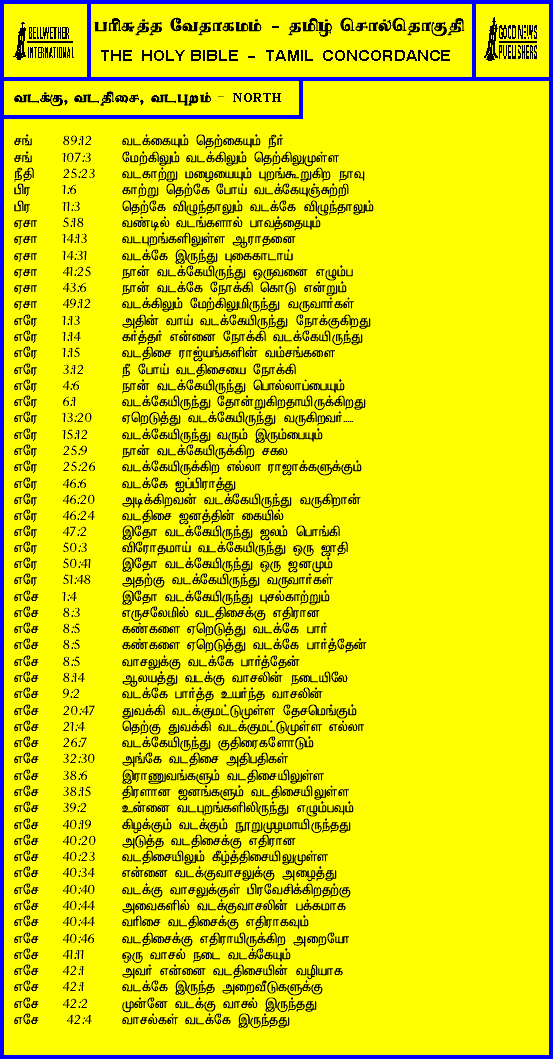 BELLWETHER
INTERNATIONAL
பரிசுத்த வேதாகமம் - தமிழ் சொல்தொகுதி
THE HOLY BIBLE - TAMIL CONCORDANCE
GOOD NEWS
PUBLISHERS
வடக்கு, வடதிசை, வடபுறம் - NORTH
சங் 89:12 வடக்கையும் தெற்கையும் நீர்
சங் 107:3 மேற்கிலும் வடக்கிலும் தெற்கிலுமுள்ள
நீதி 25:23 வடகாற்று மழையையும் புறங்கூறுகிற நாவு
பிர 1:6 காற்று தெற்கே போய் வடக்கேயுஞ்சுற்றி
பிர 11:3 தெற்கே விழுந்தாலும் வடக்கே விழுந்தாலும்
ஏசா 5:18 வண்டில் வடங்களால் பாவத்தையும்
ஏசா 14:13 வடபுறங்களிலுள்ள ஆராதனை
ஏசா 14:31 வடக்கே இருந்து புகைகாடாய்
ஏசா 41:25 நான் வடக்கேயிருந்து ஒருவனை எழும்ப
ஏசா 43:6 நான் வடக்கே நோக்கி கொடு என்றும்
ஏசா 49:12 வடக்கிலும் மேற்கிலுமிருந்து வருவார்கள்
எரே 1:13 அதின் வாய் வடக்கேயிருந்து நோக்குகிறது
எரே 1:14 கர்த்தர் என்னை நோக்கி வடக்கேயிருந்து
எரே 1:15 வடதிசை ராஜ்யங்களின் வம்சங்களை
எரே 3:12 நீ போய் வடதிசையை நோக்கி
எரே 4:6 நான் வடக்கேயிருந்து பொல்லாப்பையும்
எரே 6:1 வடக்கேயிருந்து தோன்றுகிறதாயிருக்கிறது
எரே 13:20 ஏறெடுத்து வடக்கேயிருந்து வருகிறவர்.....
எரே 15:12 வடக்கேயிருந்து வரும் இரும்பையும்
எரே 25:9 நான் வடக்கேயிருக்கிற சகல
எரே 25:26 வடக்கேயிருக்கிற எல்லா ராஜாக்களுக்கும்
எரே 46:6 வடக்கே ஐப்பிராத்து
எரே 46:20 அடிக்கிறவன் வடக்கேயிருந்து வருகிறான்
எரே 46:24 வடதிசை ஜனத்தின் கையில்
எரே 47:2 இதோ வடக்கேயிருந்து ஜலம் பொங்கி
எரே 50:3 விரோதமாய் வடக்கேயிருந்து ஒரு ஜாதி
எரே 50:41 இதோ வடக்கேயிருந்து ஒரு ஜனமும்
எரே 51:48 அதற்கு வடக்கேயிருந்து வருவார்கள்
எசே 1:4 இதோ வடக்கேயிருந்து புசல்காற்றும்
எசே 8:3 எருசலேமில் வடதிசைக்கு எதிரான
எசே 8:5 கண்களை ஏறெடுத்து வடக்கே பார்
எசே 8:5 கண்களை ஏறெடுத்து வடக்கே பார்த்தேன்
எசே 8:5 வாசலுக்கு வடக்கே பார்த்தேன்
எசே 8:14 ஆலயத்து வடக்கு வாசலின் நடையிலே
எசே 9:2 வடக்கே பார்த்த உயர்ந்த வாசலின்
எசே 20:47 துவக்கி வடக்குமட்டுமுள்ள தேசமெங்கும்
எசே 21:4 தெற்கு துவக்கி வடக்குமட்டுமுள்ள எல்லா
எசே 26:7 வடக்கேயிருந்து குதிரைகளோடும்
எசே 32:30 அங்கே வடதிசை அதிபதிகள்
எசே 38:6 இராணுவங்களும் வடதிசையிலுள்ள
எசே 38:15 திரளான ஜனங்களும் வடதிசையிலுள்ள
எசே 39:2 உன்னை வடபுறங்களிலிருந்து எழும்பவும்
எசே 40:19 கிழக்கும் வடக்கும் நூறுமுழமாயிருந்தது
எசே 40:20 அடுத்த வடதிசைக்கு எதிரான
எசே 40:23 வடதிசையிலும் கீழ்த்திசையிலுமுள்ள
எசே 40:34 என்னை வடக்குவாசலுக்கு அழைத்து
எசே 40:40 வடக்கு வாசலுக்குள் பிரவேசிக்கிறதற்கு
எசே 40:44 அவைகளில் வடக்குவாசலின் பக்கமாக
எசே 40:44 வரிசை வடதிசைக்கு எதிராகவும்
எசே 40:46 வடதிசைக்கு எதிராயிருக்கிற அறையோ
எசே 41:11 ஒரு வாசல் நடை வடக்கேயும்
எசே 42:1 அவர் என்னை வடதிசையின் வழியாக
எசே 42:1 வடக்கே இருந்த அறைவீடுகளுக்கு
எசே 42:2 முன்னே வடக்கு வாசல் இருந்தது
எசே 42:4 வாசல்கள் வடக்கே இருந்தது